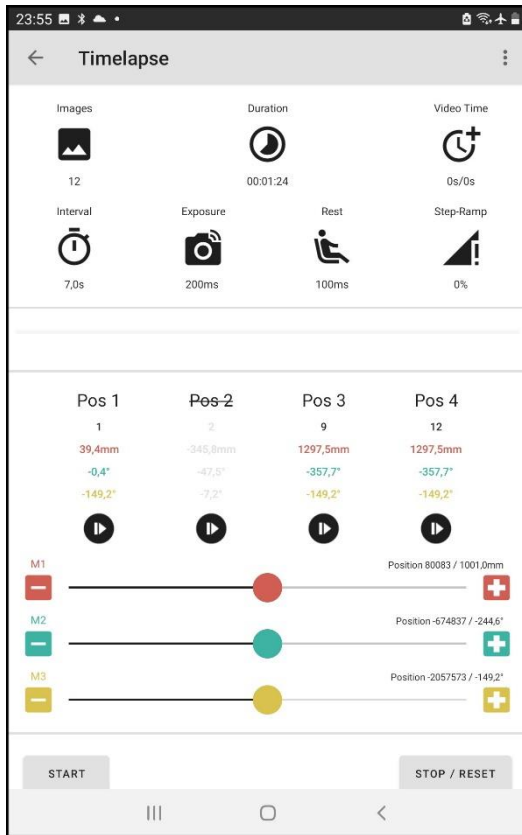 23:55
Timelapse
Images Duration Video Time
12 00:01:24 0s/0s
Interval Exposure Rest Step-Ramp
7,0s 200ms 100ms 0%
Pos 1 Pos 2 Pos 3 Pos 4
1 2 9 12
39,4mm -345,8mm 1297,5mm 1297,5mm
-0,4° -47,5° -357,7° -357,7°
-149,2° -7,2° -149,2° -149,2°
M1 Position 80083 / 1001,0mm
M2 Position -674837 / -244,6°
M3 Position -2057573 / -149,2°
START STOP / RESET